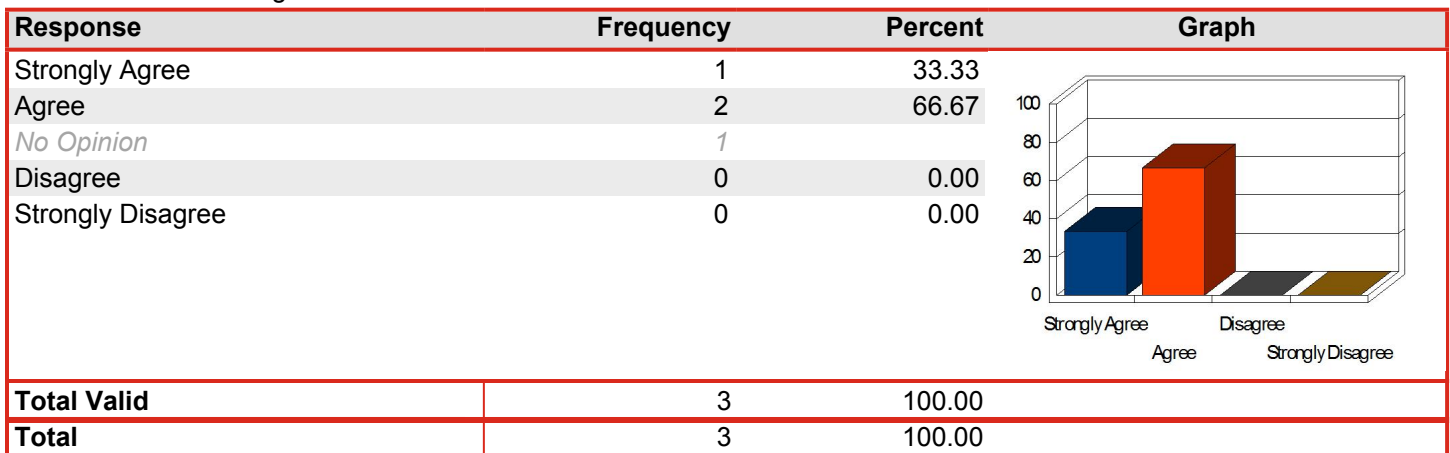 Response Frequency Percent Graph
Strongly Agree 1 33.33
Agree 2 66.67
No Opinion 1
Disagree 0 0.00
Strongly Disagree 0 0.00
100
80
60
40
20
0
Strongly Agree Disagree
Agree Strongly Disagree
Total Valid 3 100.00
Total 3 100.00